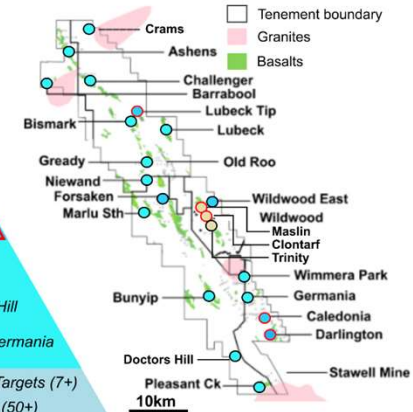 Tenement boundary
Granites
Basalts
Crams
Ashens
Challenger
Barrabool
Lubeck Tip
Bismark
Lubeck
Gready
Old Roo
Niewand
Forsaken
Wildwood East
Marlu Sth
Wildwood
Maslin
Clontarf
Trinity
Wimmera Park
Bunyip
Germania
Hill
Caledonia
Darlington
ermania
Doctors Hill
Stawell Mine
Targets (7+)
Pleasant Ck
(50+)
10km